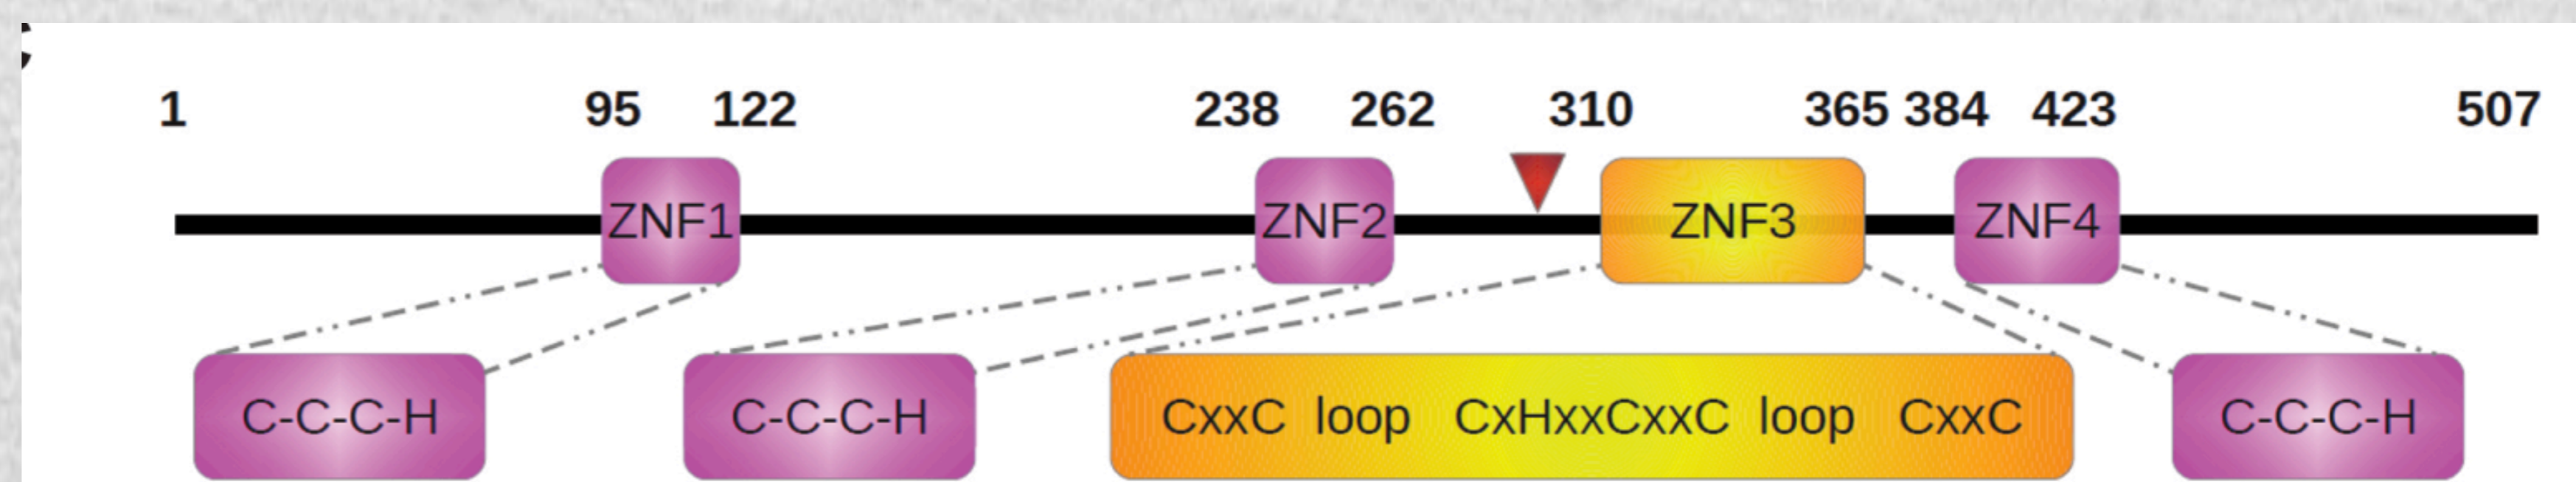 1 95 122 238 262 310 365 384 423 507
ZNF1 ZNF2 ZNF3 ZNF4
C-C-C-H C-C-C-H CxxC loop CxHxxCxxC loop CxxC C-C-C-H